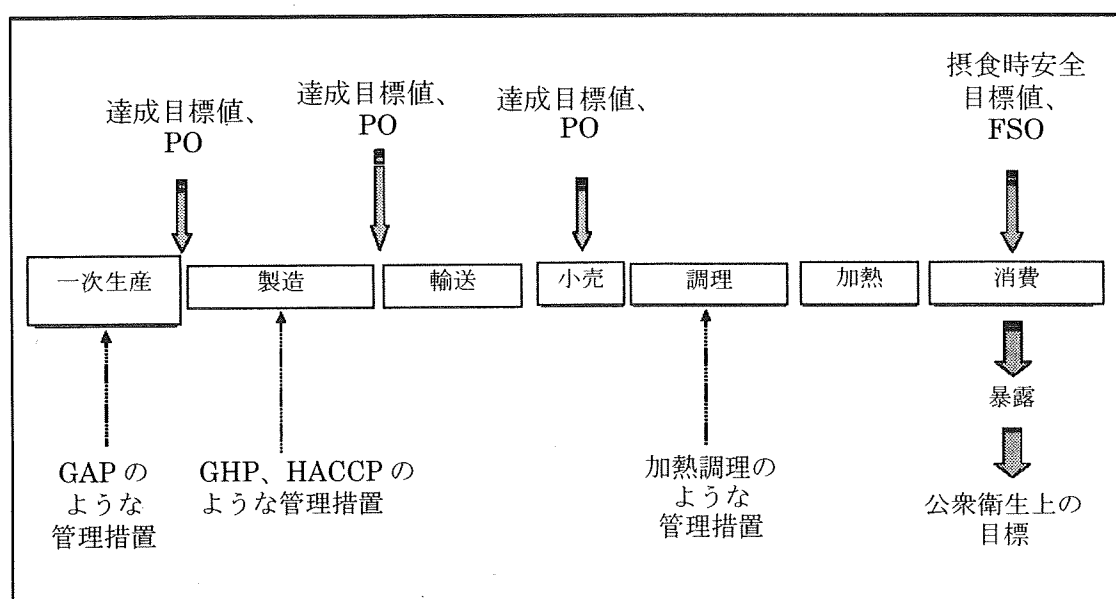 達成目標値、
PO
達成目標値、
PO
達成目標値、
PO
摂食時安全
目標値、
FSO
一次生産
製造
輸送
小売
調理
加熱
消費
GAP の
ような
管理措置
GHP、HACCP の
ような管理措置
加熱調理の
ような
管理措置
暴露
公衆衛生上の
目標